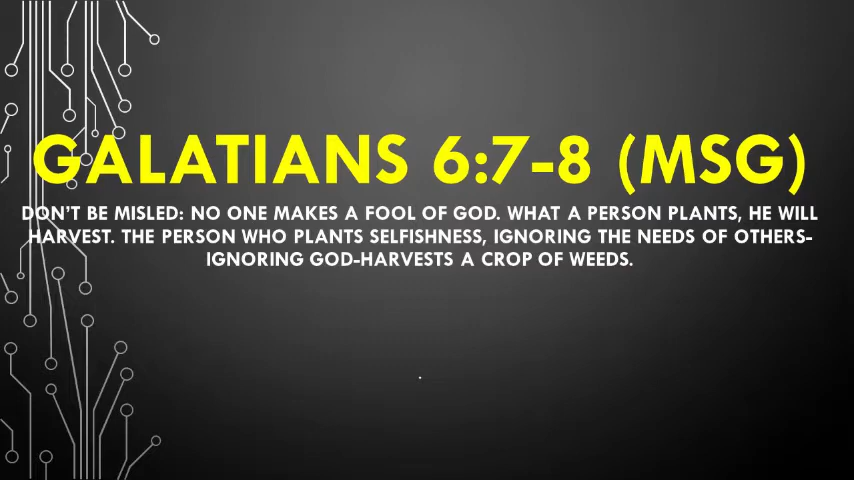 GALATIANS 6:7-8 (MSG)
DON'T BE MISLED: NO ONE MAKES A FOOL OF GOD. WHAT A PERSON PLANTS, HE WILL
HARVEST. THE PERSON WHO PLANTS SELFISHNESS, IGNORING THE NEEDS OF OTHERS-
IGNORING GOD-HARVESTS A CROP OF WEEDS.
.